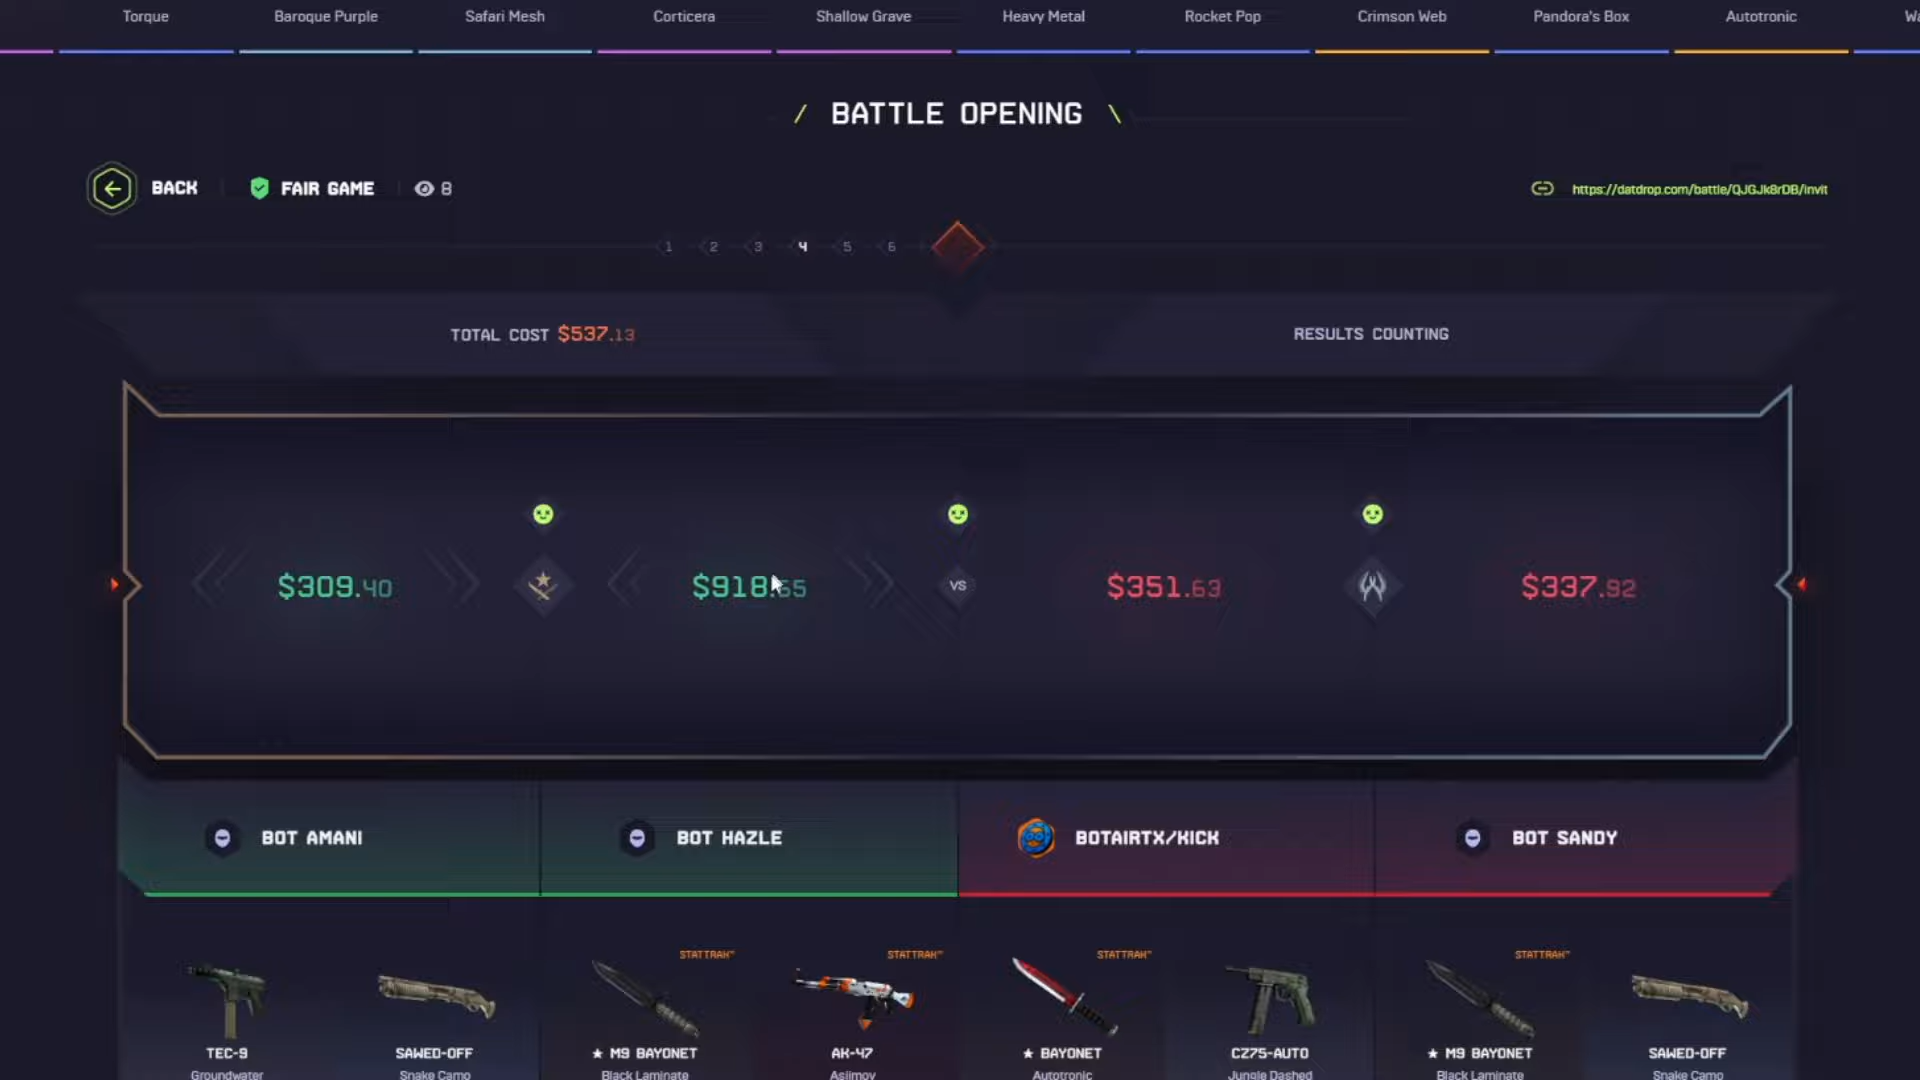 Torque
Baroque Purple
Safari Mesh
Corticera
Shallow Grave
Heavy Metal
Rocket Pop
Crimson Web
Pandora's Box
Autotronic
BATTLE OPENING
BACK
FAIR GAME
8
https://datdrop.com/battle/QJGJk8rDB/invit
1 2 3 4 5 6
TOTAL COST $537.13
RESULTS COUNTING
$309.40
$918.55
VS
$351.63
$337.92
BOT AMANI
BOT HAZLE
BOTAIRTX/KICK
BOT SANDY
STATTRAK™
STATTRAK™
STATTRAK™
STATTRAK™
TEC-9
SAWED-OFF
★ M9 BAYONET
AK-47
★ BAYONET
CZ75-AUTO
★ M9 BAYONET
SAWED-OFF
Groundwater
Snake Camo
Black Laminate
Asiimov
Autotronic
Jungle Dashed
Black Laminate
Snake Camo